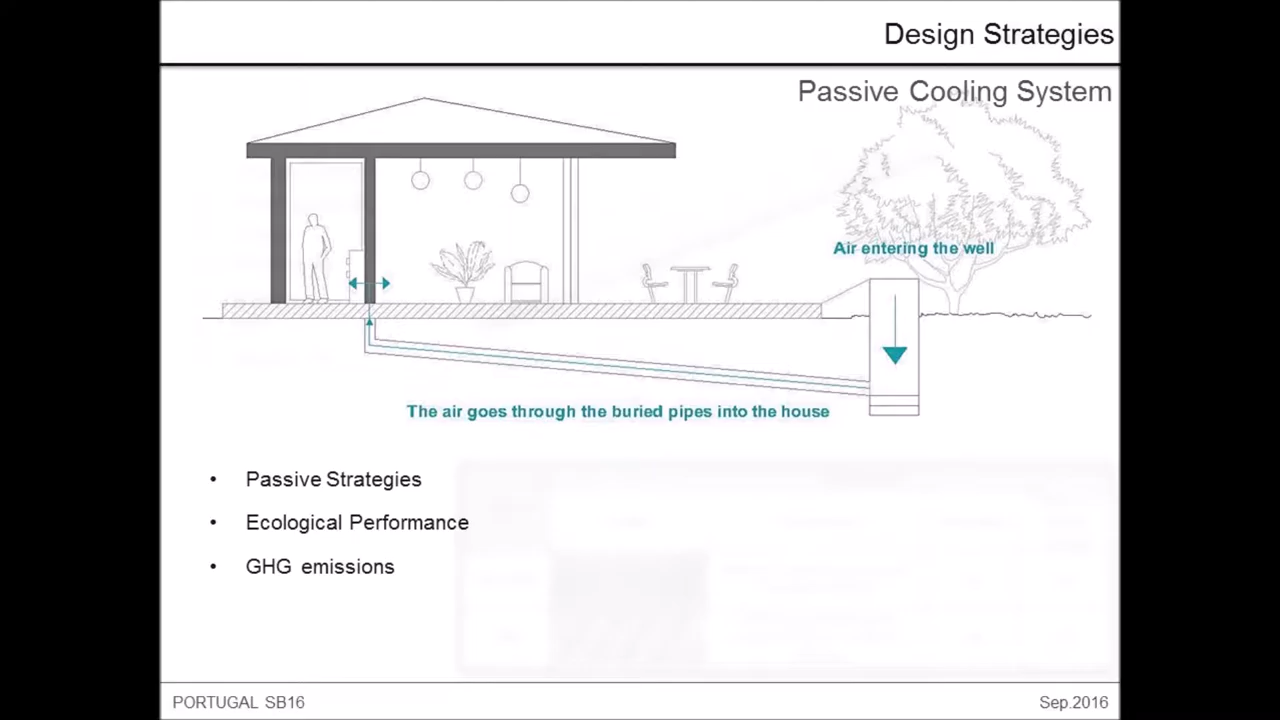 Design Strategies
Passive Cooling System
Air entering the well
The air goes through the buried pipes into the house
• Passive Strategies
• Ecological Performance
• GHG emissions
PORTUGAL SB16
Sep.2016